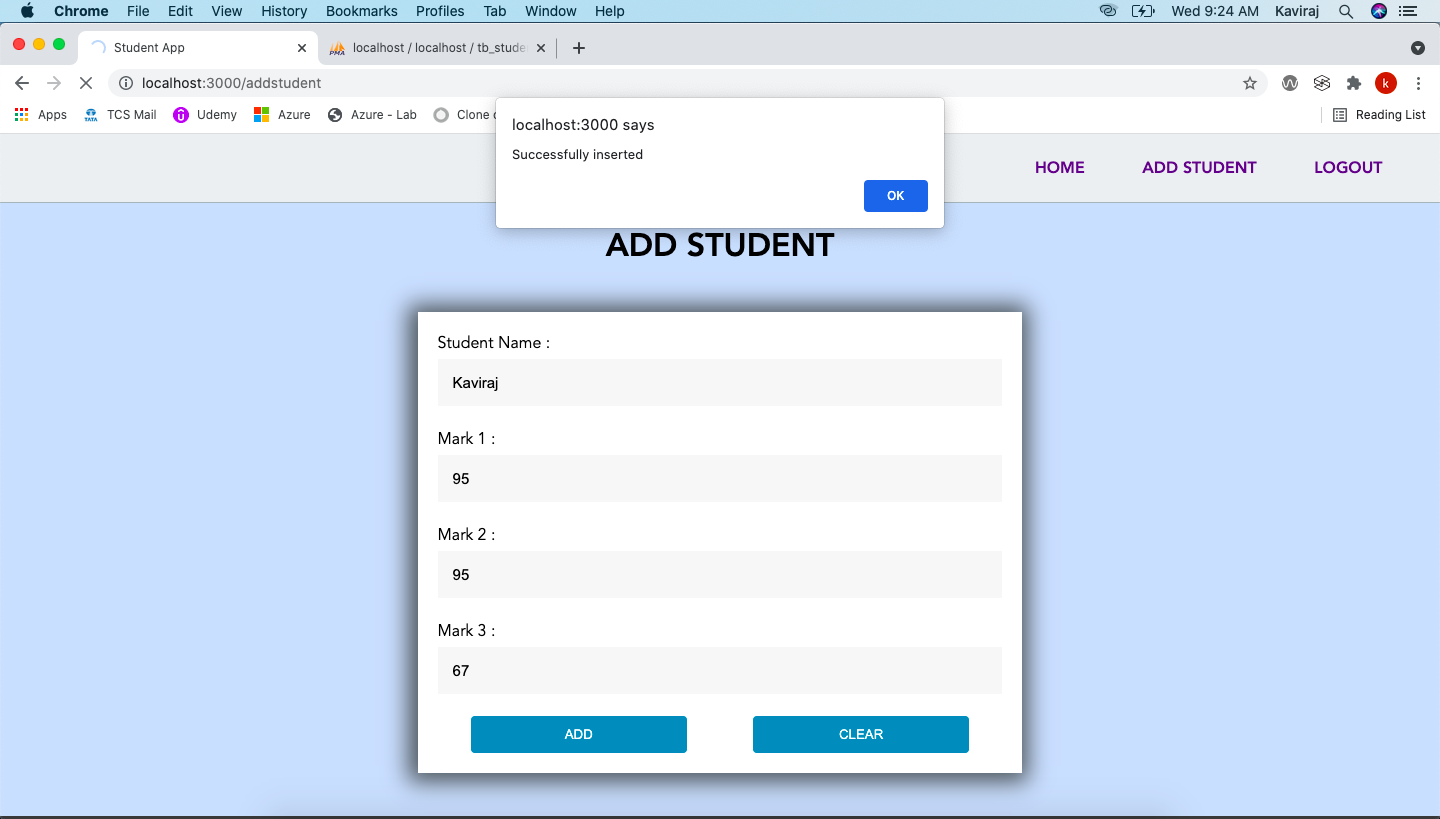 Chrome File Edit View History Bookmarks Profiles Tab Window Help Wed 9:24 AM Kaviraj
Student App localhost / localhost / tb_stude
localhost:3000/addstudent k
Apps TCS Mail Udemy Azure Azure - Lab Clone Reading List
localhost:3000 says
Successfully inserted
OK
HOME ADD STUDENT LOGOUT
ADD STUDENT
Student Name :
Kaviraj
Mark 1 :
95
Mark 2 :
95
Mark 3 :
67
ADD CLEAR